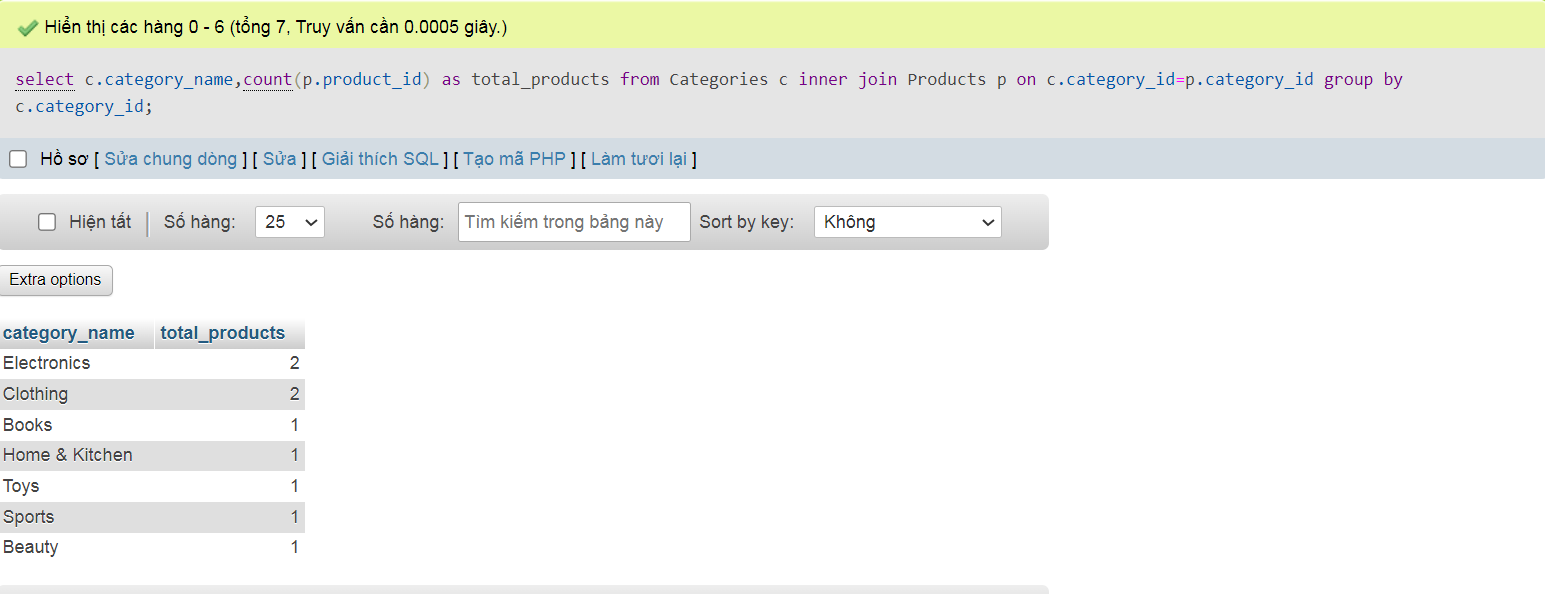 Hiển thị các hàng 0 - 6 (tổng 7, Truy vấn cần 0.0005 giây.)
select c.category_name,count(p.product_id) as total_products from Categories c inner join Products p on c.category_id=p.category_id group by
c.category_id;
Hồ sơ [ Sửa chung dòng ] [ Sửa ] [ Giải thích SQL ] [ Tạo mã PHP ] [ Làm tươi lại ]
Hiện tất | Số hàng: 25 Số hàng: Tìm kiếm trong bảng này Sort by key: Không
Extra options
category_name total_products
Electronics 2
Clothing 2
Books 1
Home & Kitchen 1
Toys 1
Sports 1
Beauty 1